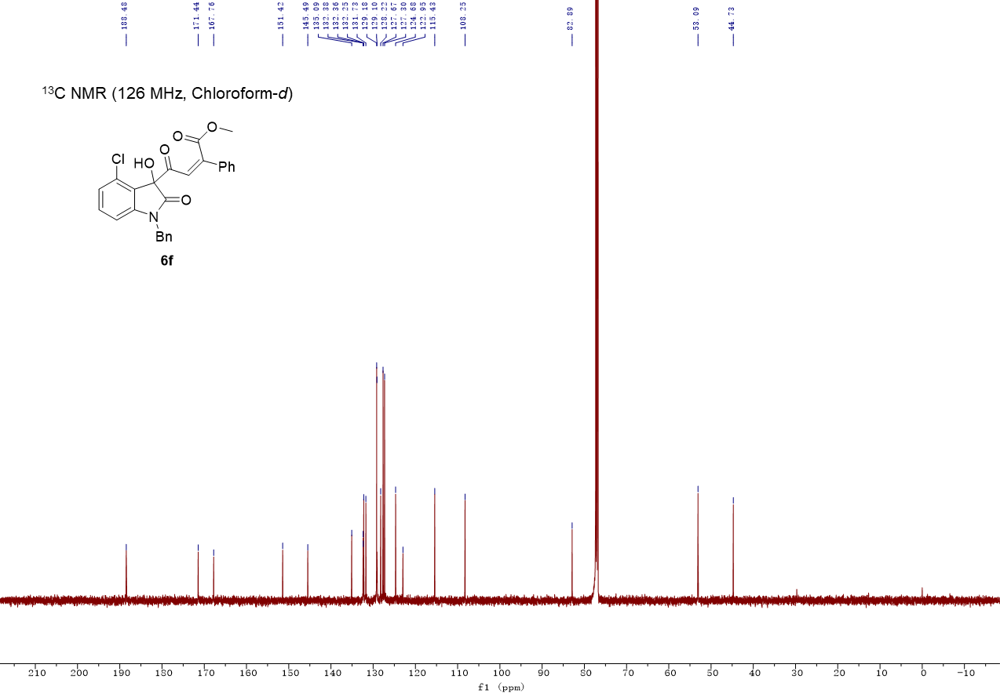 188.48
171.44
167.76
151.42
145.49
135.09
132.38
132.36
132.25
131.73
129.18
129.10
128.22
127.67
127.30
124.68
122.95
115.43
108.25
82.89
53.09
44.73
¹³C NMR (126 MHz, Chloroform-d)
O
O
O
Cl
HO
Ph
O
N
Bn
6f
210 200 190 180 170 160 150 140 130 120 110 100 90 80 70 60 50 40 30 20 10 0 -10
f1 (ppm)